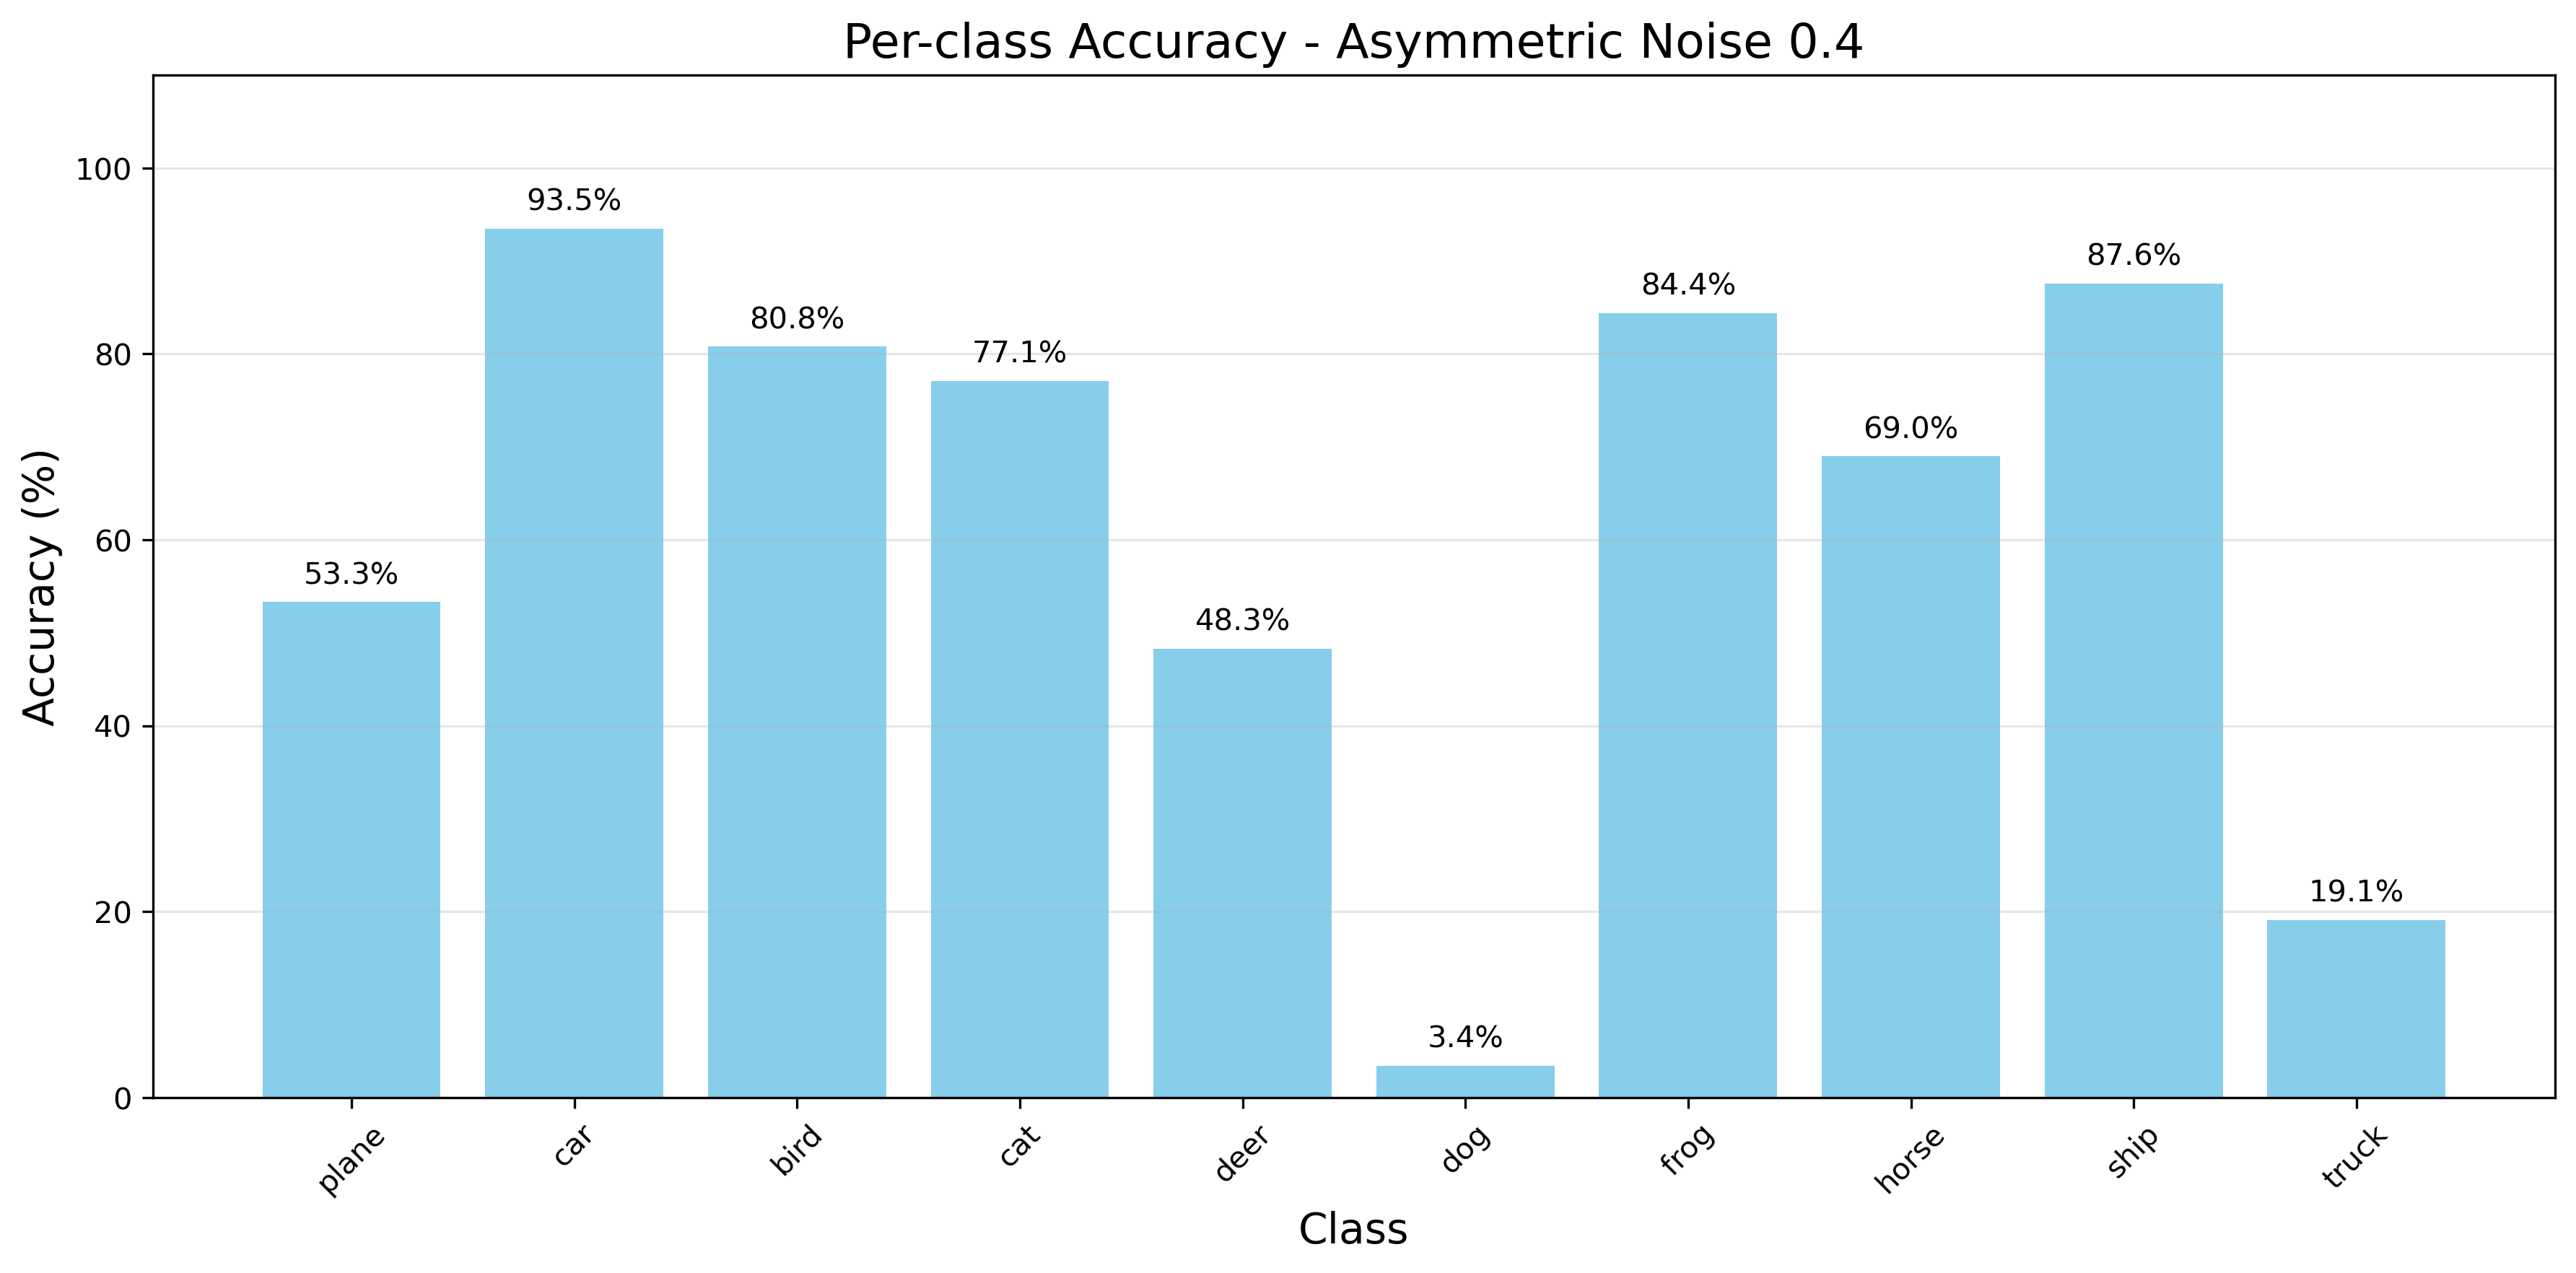 Per-class Accuracy - Asymmetric Noise 0.4
Accuracy (%)
100
80
60
40
20
0
53.3%
93.5%
80.8%
77.1%
48.3%
3.4%
84.4%
69.0%
87.6%
19.1%
plane
car
bird
cat
deer
dog
frog
horse
ship
truck
Class